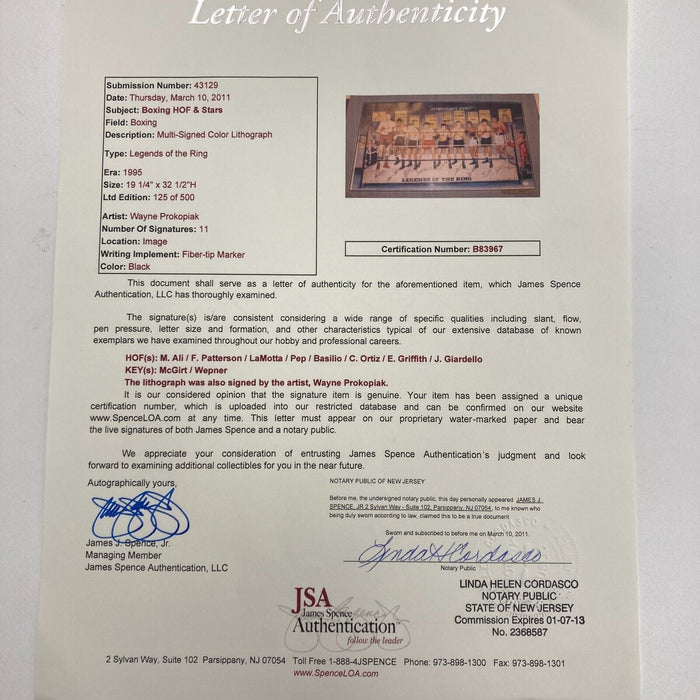 Letter of Authenticity
Submission Number: 43129
Date: Thursday, March 10, 2011
Subject: Boxing HOF & Stars
Field: Boxing
Description: Multi-Signed Color Lithograph
Type: Legends of the Ring
Era: 1995
Size: 19 1/4" x 32 1/2"H
Ltd Edition: 125 of 500
Artist: Wayne Prokopiak
Number Of Signatures: 11
Location: Image
Writing Implement: Fiber-tip Marker
Color: Black
LEGENDS OF THE RING
Certification Number: B83967
This document shall serve as a letter of authenticity for the aforementioned item, which James Spence
Authentication, LLC has thoroughly examined.
The signature(s) is/are consistent considering a wide range of specific qualities including slant, flow,
pen pressure, letter size and formation, and other characteristics typical of our extensive database of known
exemplars we have examined throughout our hobby and professional careers.
HOF(s): M. Ali / F. Patterson / LaMotta / Pep / Basilio / C. Ortiz / E. Griffith / J. Giardello
KEY(s): McGirt / Wepner
The lithograph was also signed by the artist, Wayne Prokopiak.
It is our considered opinion that the signature item is genuine. Your item has been assigned a unique
certification number, which is uploaded into our restricted database and can be confirmed on our website
www.SpenceLOA.com at any time. This letter must appear on our proprietary water-marked paper and bear
the live signatures of both James Spence and a notary public.
We appreciate your consideration of entrusting James Spence Authentication's judgment and look
forward to examining additional collectibles for you in the near future.
Autographically yours,
James J. Spence, Jr.
Managing Member
James Spence Authentication, LLC
NOTARY PUBLIC OF NEW JERSEY
Before me, the undersigned notary public, this day personally appeared JAMES J.
SPENCE, JR 2 Sylvan Way - Suite 102, Parsippany, NJ 07054, to me known who
being duly sworn according to law, claimed this to be a true document.
Sworn and subscribed to before me on March 10, 2011.
Linda H Cordasco
Notary Public
LINDA HELEN CORDASCO
NOTARY PUBLIC
STATE OF NEW JERSEY
Commission Expires 01-07-13
No. 2368587
JSA
James Spence
Authentication
follow the leader
2 Sylvan Way, Suite 102 Parsippany, NJ 07054 Toll Free 1-888-4JSPENCE Phone: 973-898-1300 Fax: 973-898-1301
www.SpenceLOA.com